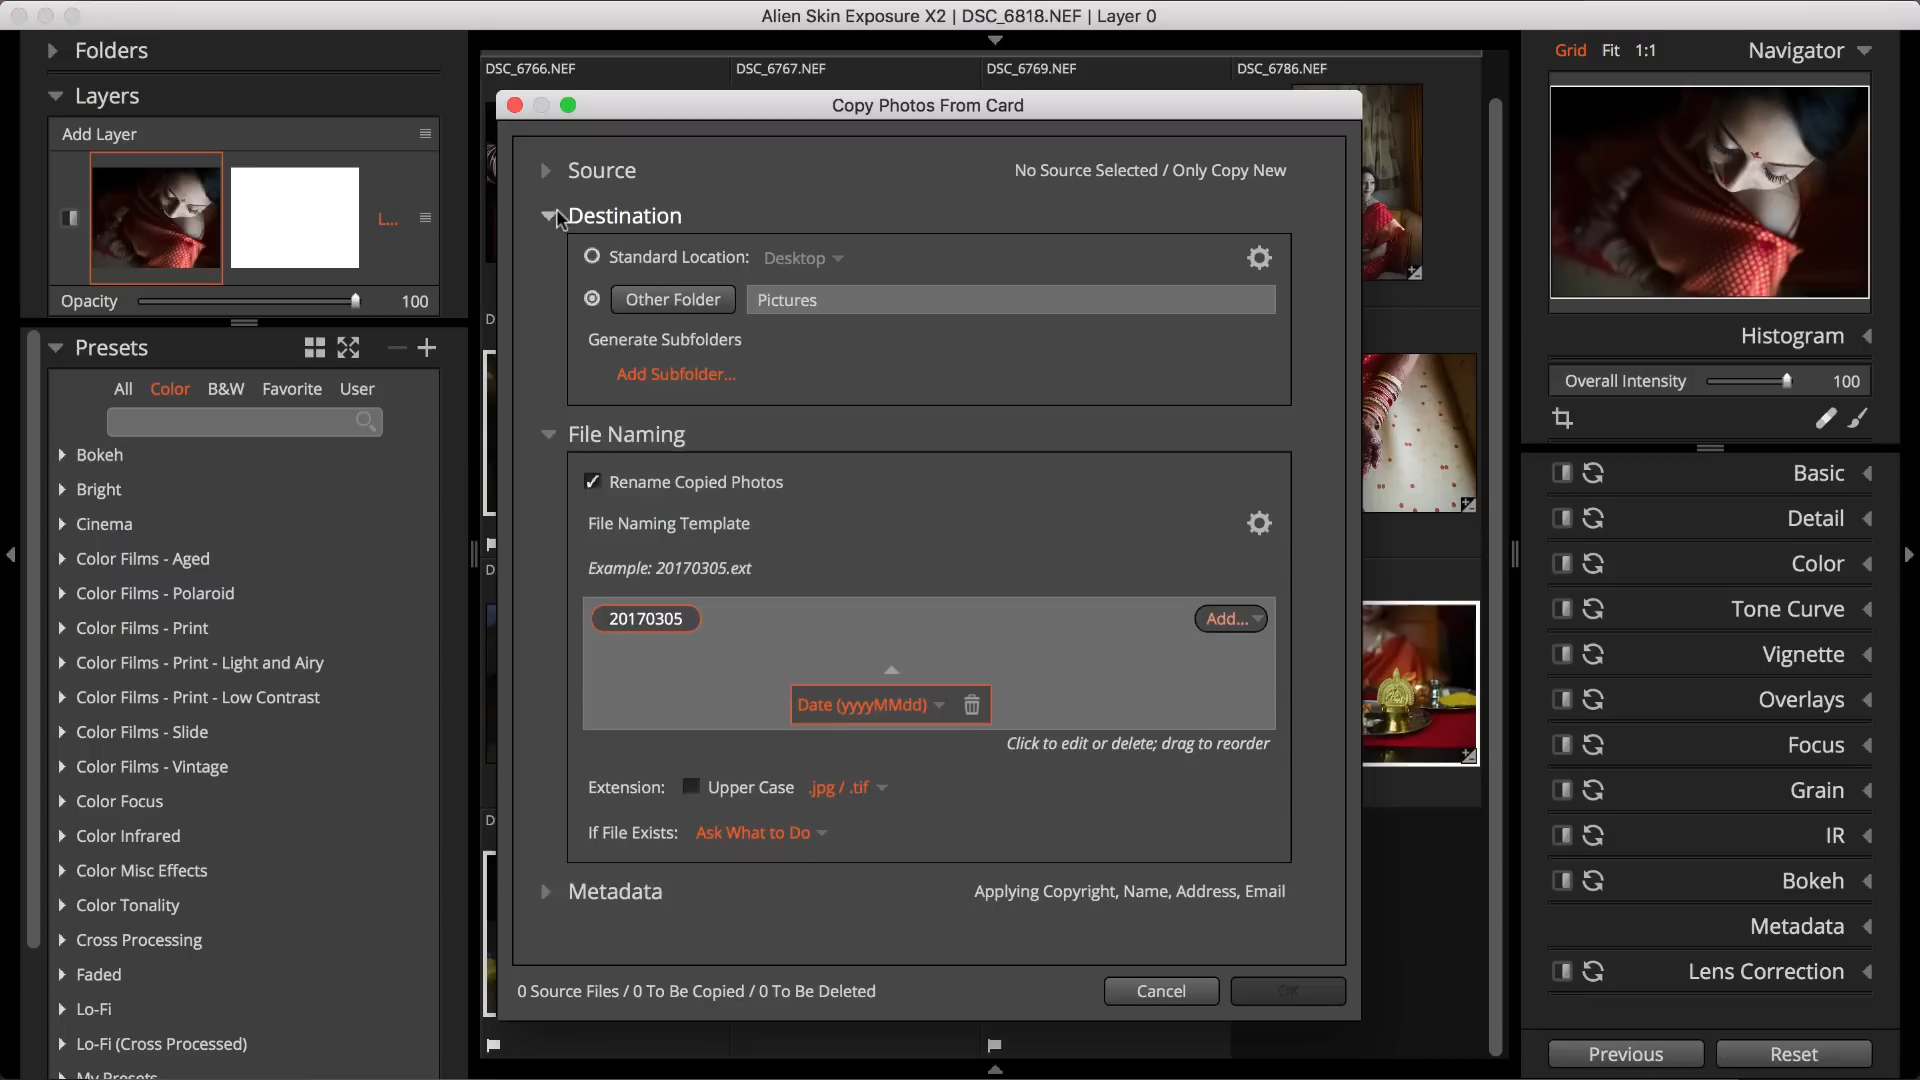 Alien Skin Exposure X2 | DSC_6818.NEF | Layer 0
Folders
Layers
Add Layer
L...
Opacity 100
Presets
All Color B&W Favorite User
Bokeh
Bright
Cinema
Color Films - Aged
Color Films - Polaroid
Color Films - Print
Color Films - Print - Light and Airy
Color Films - Print - Low Contrast
Color Films - Slide
Color Films - Vintage
Color Focus
Color Infrared
Color Misc Effects
Color Tonality
Cross Processing
Faded
Lo-Fi
Lo-Fi (Cross Processed)
My Presets
DSC_6766.NEF DSC_6767.NEF DSC_6769.NEF DSC_6786.NEF
D
D
D
Copy Photos From Card
Source No Source Selected / Only Copy New
Destination
Standard Location: Desktop
Other Folder Pictures
Generate Subfolders
Add Subfolder...
File Naming
Rename Copied Photos
File Naming Template
Example: 20170305.ext
20170305 Add...
Date (yyyyMMdd)
Click to edit or delete; drag to reorder
Extension: Upper Case .jpg / .tif
If File Exists: Ask What to Do
Metadata Applying Copyright, Name, Address, Email
0 Source Files / 0 To Be Copied / 0 To Be Deleted
Cancel OK
Grid Fit 1:1 Navigator
Histogram
Overall Intensity 100
Basic
Detail
Color
Tone Curve
Vignette
Overlays
Focus
Grain
IR
Bokeh
Metadata
Lens Correction
Previous Reset